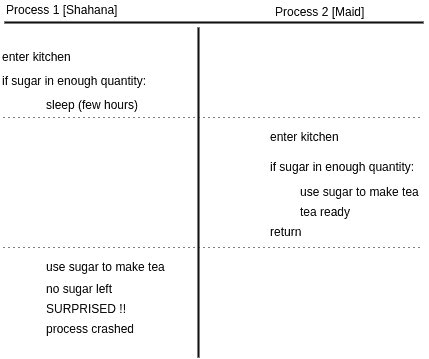 Process 1 [Shahana]
Process 2 [Maid]
enter kitchen
if sugar in enough quantity:
sleep (few hours)
enter kitchen
if sugar in enough quantity:
use sugar to make tea
tea ready
return
use sugar to make tea
no sugar left
SURPRISED !!
process crashed